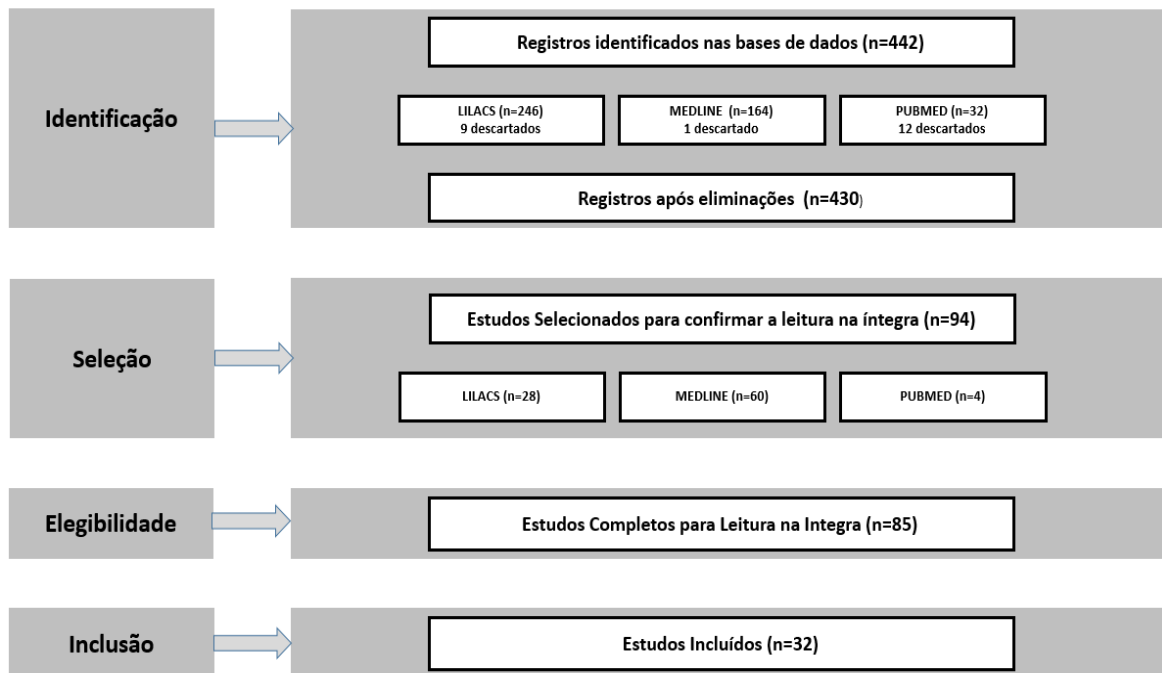 Identificação
Registros identificados nas bases de dados (n=442)
LILACS (n=246)
9 descartados
MEDLINE (n=164)
1 descartado
PUBMED (n=32)
12 descartados
Registros após eliminações (n=430)
Seleção
Estudos Selecionados para confirmar a leitura na íntegra (n=94)
LILACS (n=28)
MEDLINE (n=60)
PUBMED (n=4)
Elegibilidade
Estudos Completos para Leitura na Integra (n=85)
Inclusão
Estudos Incluídos (n=32)